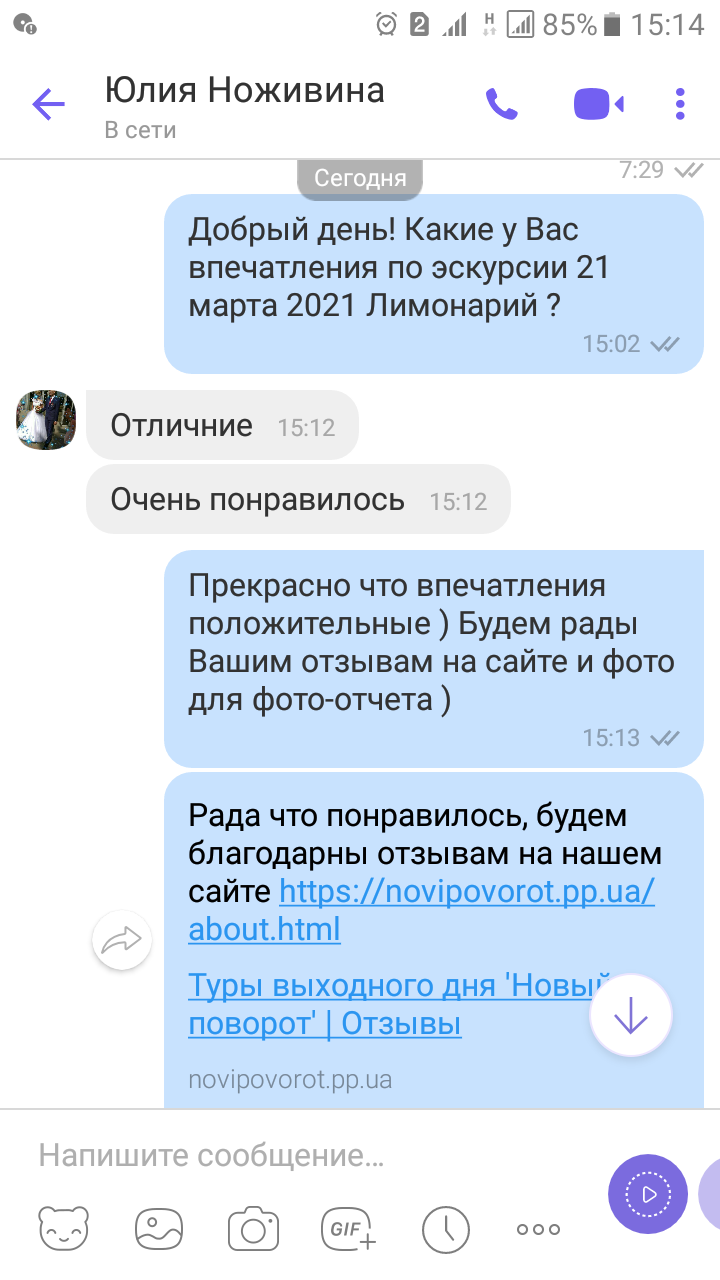 2 H 85% 15:14
Юлия Ноживина
В сети
7:29
Сегодня
Добрый день! Какие у Вас
впечатления по эскурсии 21
марта 2021 Лимонарий ?
15:02
Отличние 15:12
Очень понравилось 15:12
Прекрасно что впечатления
положительные ) Будем рады
Вашим отзывам на сайте и фото
для фото-отчета )
15:13
Рада что понравилось, будем
благодарны отзывам на нашем
сайте https://novipovorot.pp.ua/
about.html
Туры выходного дня 'Новый
поворот' | Отзывы
novipovorot.pp.ua
Напишите сообщение...
GIF